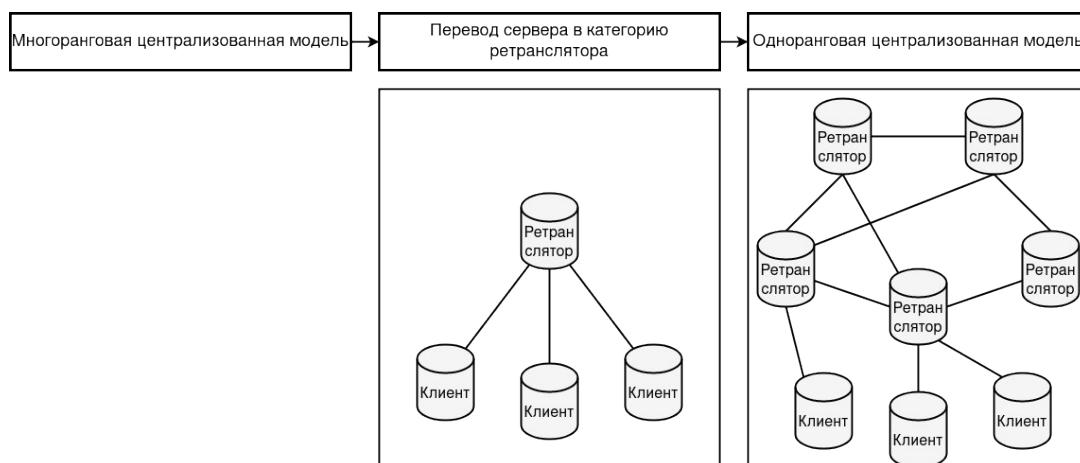 Многоранговая централизованная модель
Перевод сервера в категорию
ретранслятора
Одноранговая централизованная модель
Ретран
слятор
Ретран
слятор
Ретран
слятор
Ретран
слятор
Ретран
слятор
Ретран
слятор
Клиент
Клиент
Клиент
Клиент
Клиент
Клиент